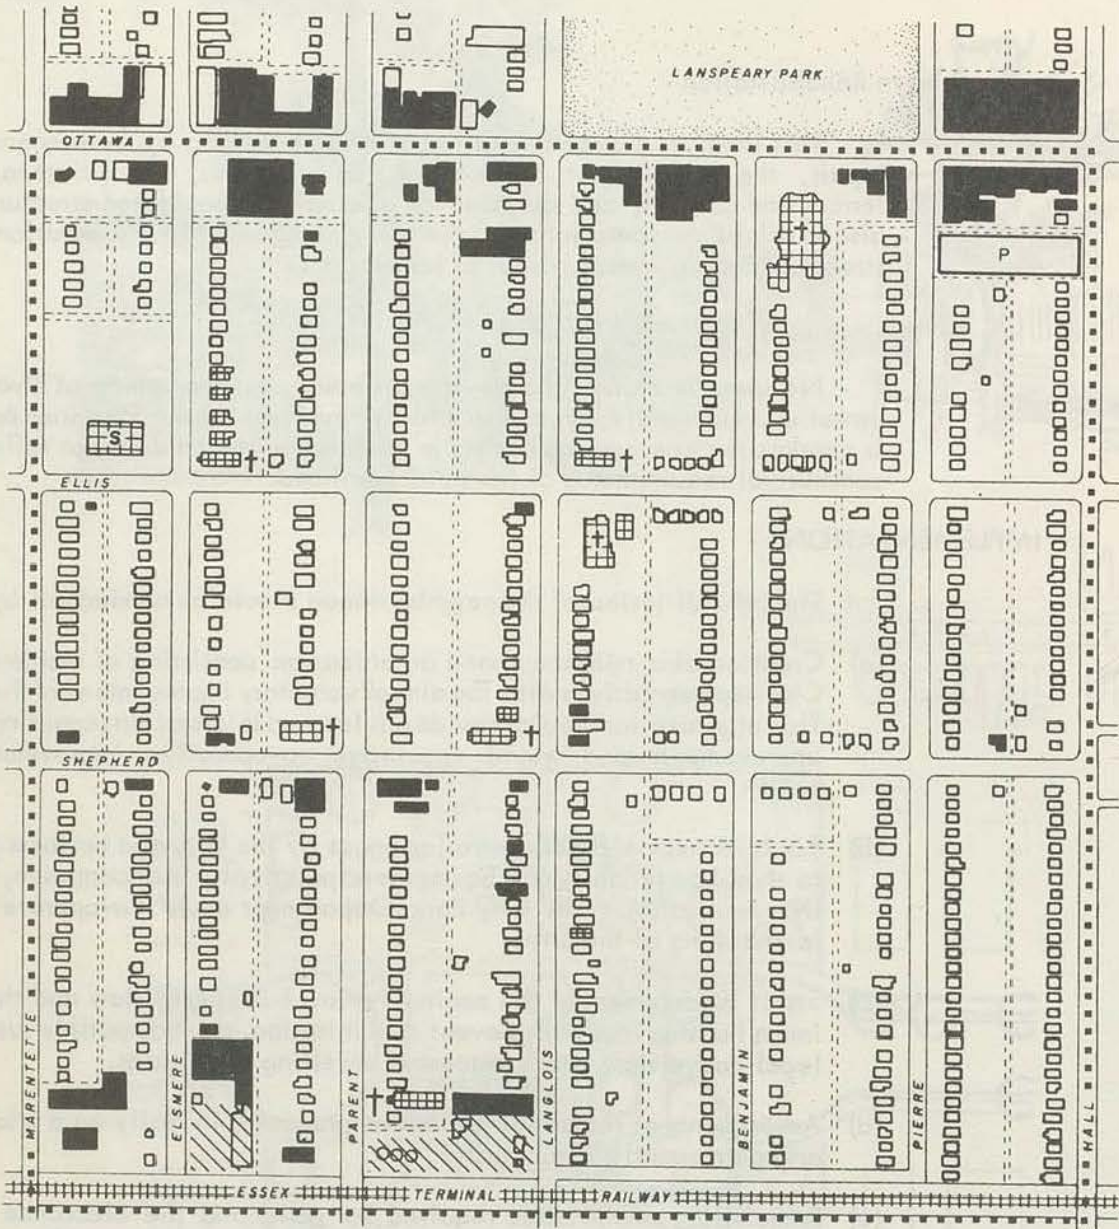 LANSPEARY PARK
OTTAWA
P
S
ELLIS
SHEPHERD
MARENTETTE
ELSMERE
PARENT
LANGLOIS
BENJAMIN
PIERRE
HALL
ESSEX TERMINAL RAILWAY